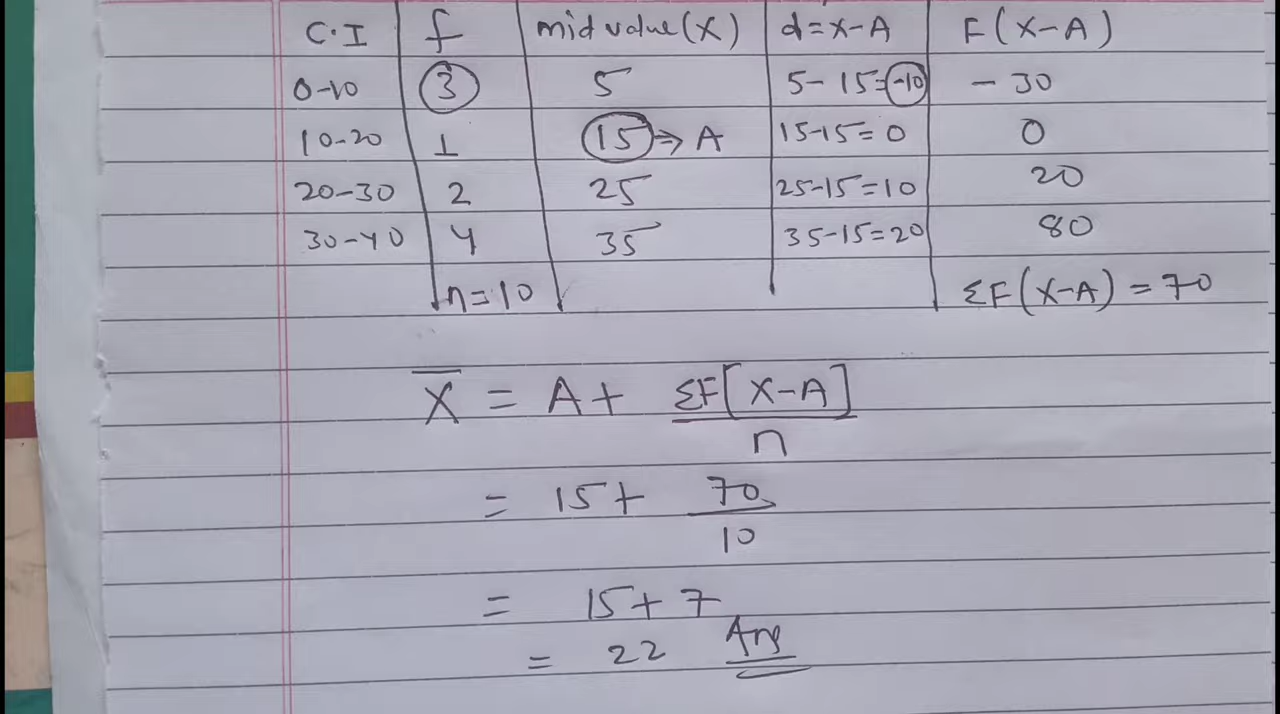 C.I f mid value (X) d=X-A F(X-A)
0-10 3 5 5-15=-10 -30
10-20 1 15 ⇒ A 15-15=0 0
20-30 2 25 25-15=10 20
30-40 4 35 35-15=20 80
n=10 ΣF(X-A) = 70
X̄ = A+ ΣF[X-A]
n
= 15+ 70
10
= 15+7
= 22 Ans